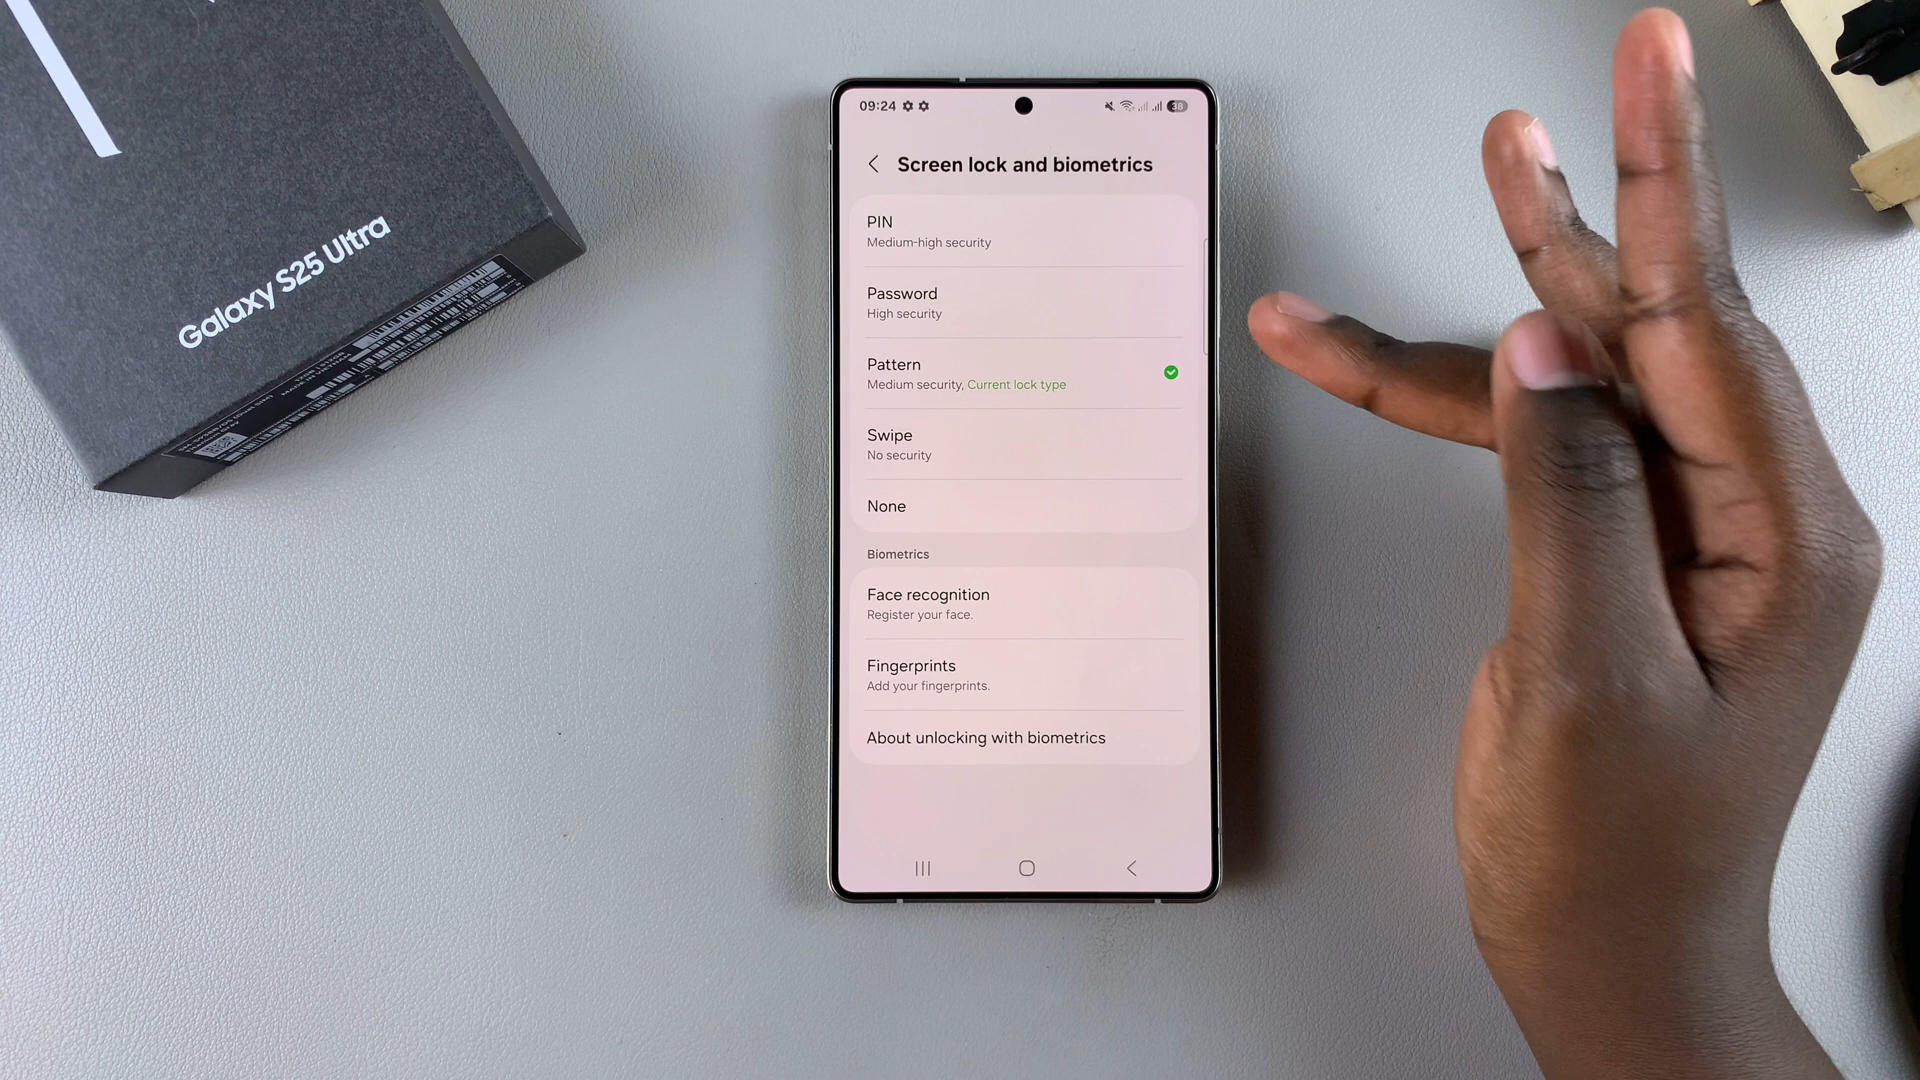 Galaxy S25 Ultra
09:24
38
Screen lock and biometrics
PIN
Medium-high security
Password
High security
Pattern
Medium security, Current lock type
Swipe
No security
None
Biometrics
Face recognition
Register your face.
Fingerprints
Add your fingerprints.
About unlocking with biometrics